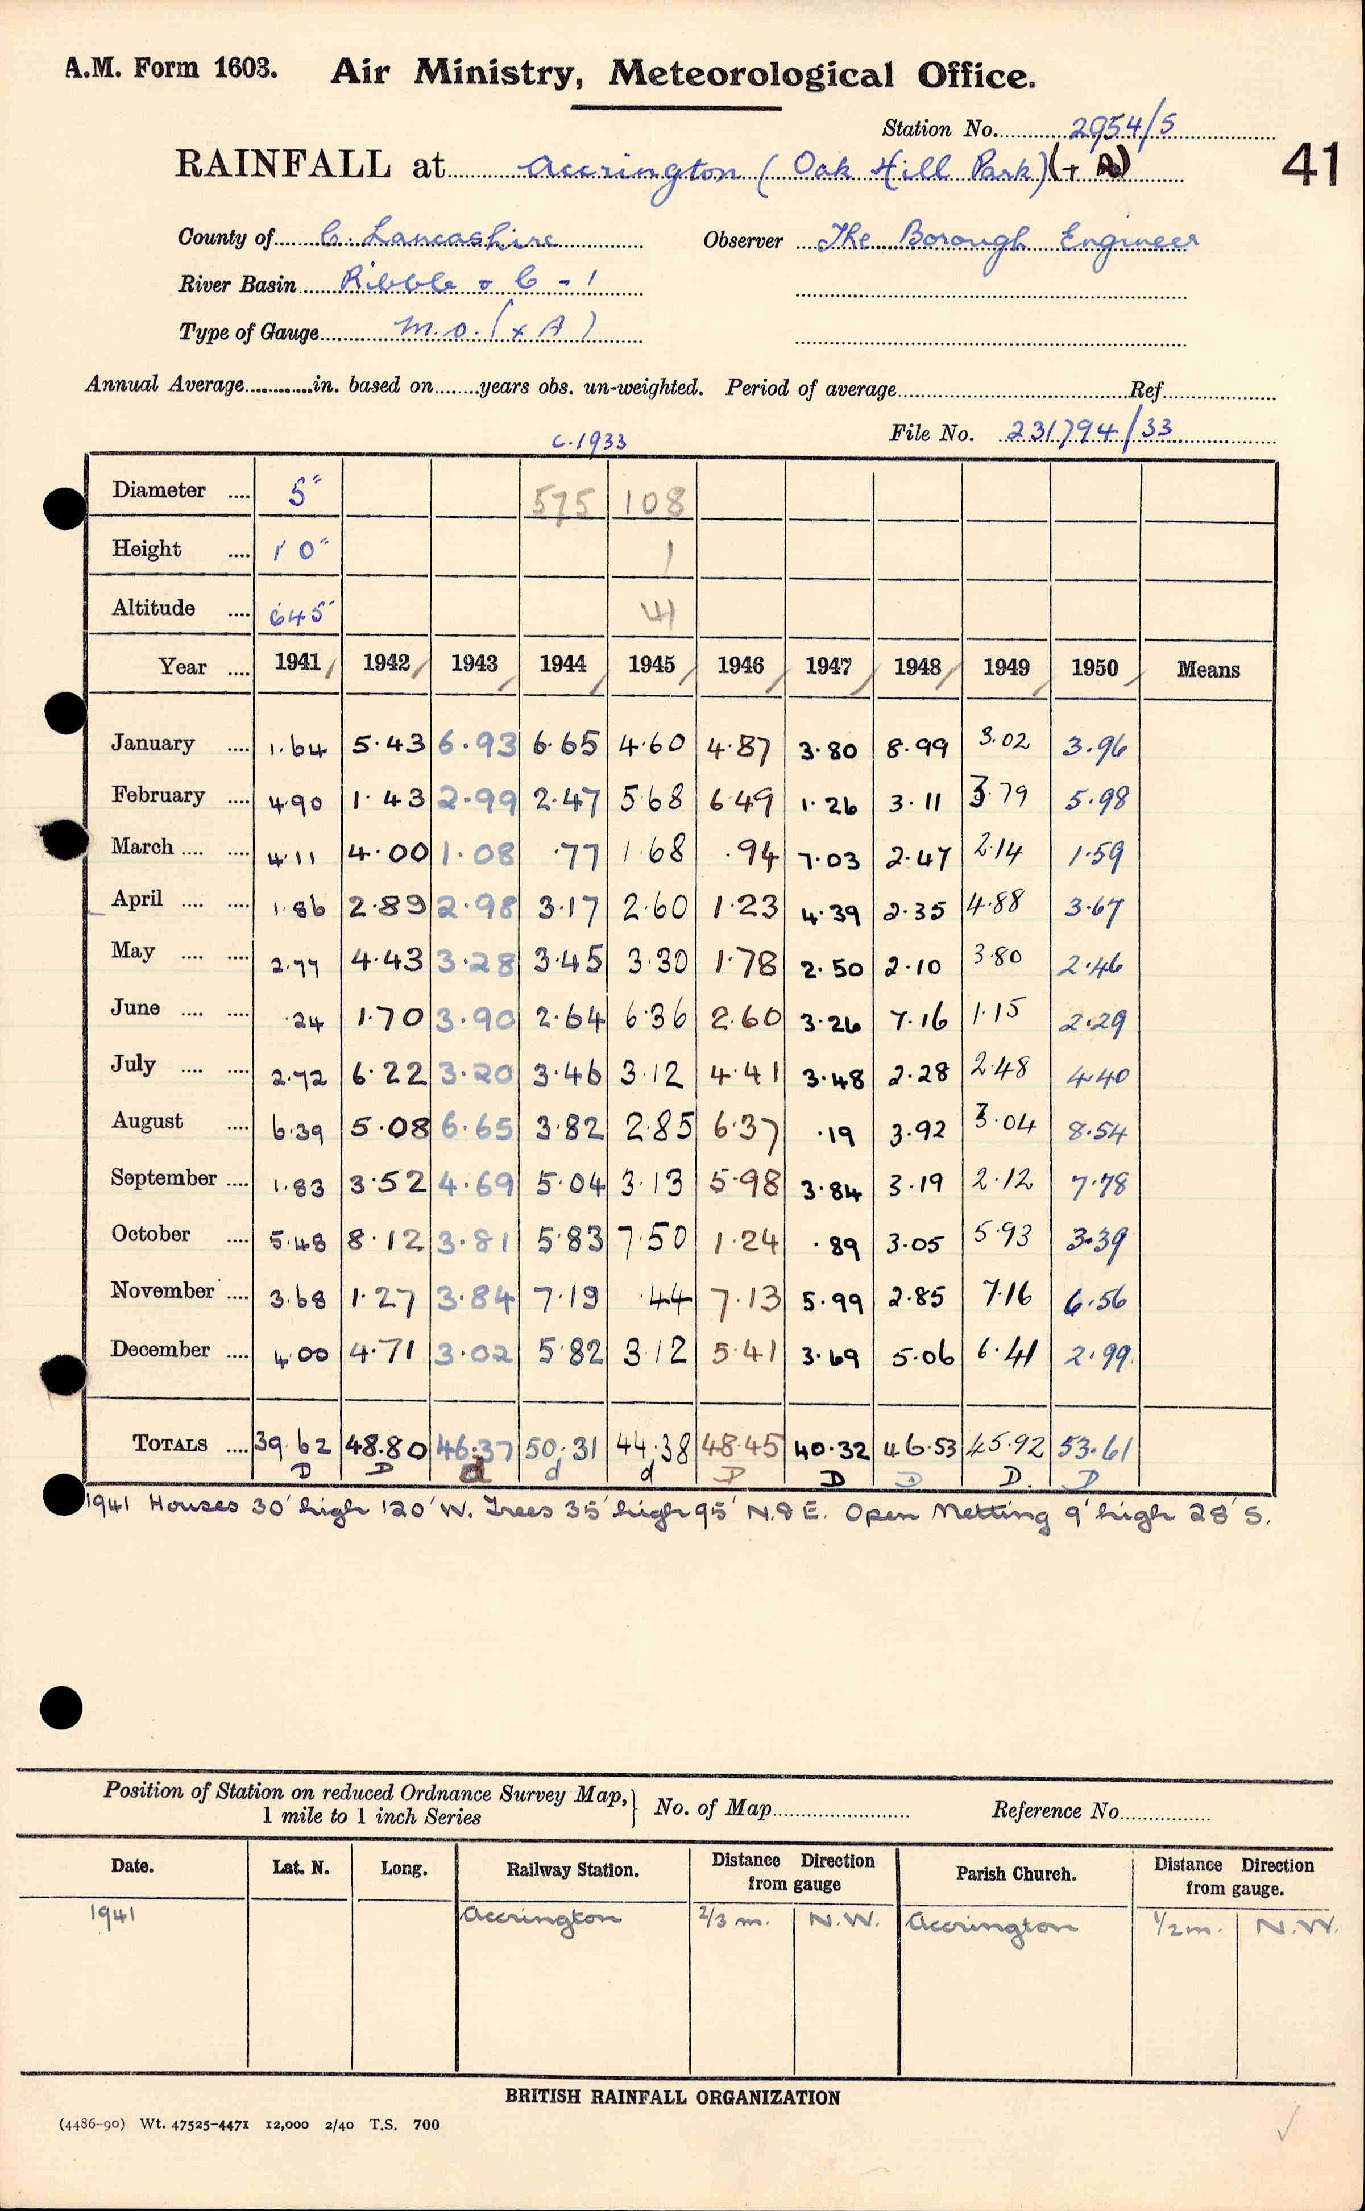 A.M. Form 1603. Air Ministry, Meteorological Office.
Station No. 2954/5
RAINFALL at Accrington (Oak Hill Park) (+ A)
41
County of C. Lancashire Observer The Borough Engineer
River Basin Ribble & C - 1
Type of Gauge M.O. (x A)
Annual Average in. based on years obs. un-weighted. Period of average Ref.
c.1933 File No. 231794/33
Diameter .... 5" 575 108
Height .... 1' 0" 1
Altitude .... 645' 41
Year .... 1941 1942 1943 1944 1945 1946 1947 1948 1949 1950 Means
January .... 1.64 5.43 6.93 6.65 4.60 4.87 3.80 8.99 3.02 3.96
February .... 4.90 1.43 2.99 2.47 5.68 6.49 1.26 3.11 3.79 5.98
March .... .... 4.11 4.00 1.08 .77 1.68 .94 7.03 2.47 2.14 1.59
April .... .... 1.86 2.89 2.98 3.17 2.60 1.23 4.39 2.35 4.88 3.67
May .... .... 2.77 4.43 3.28 3.45 3.30 1.78 2.50 2.10 3.80 2.46
June .... .... .24 1.70 3.90 2.64 6.36 2.60 3.26 7.16 1.15 2.29
July .... .... 2.72 6.22 3.20 3.46 3.12 4.41 3.48 2.28 2.48 4.40
August .... 6.39 5.08 6.65 3.82 2.85 6.37 .19 3.92 3.04 8.54
September .... 1.83 3.52 4.69 5.04 3.13 5.98 3.84 3.19 2.12 7.78
October .... 5.48 8.12 3.81 5.83 7.50 1.24 .89 3.05 5.93 3.39
November .... 3.68 1.27 3.84 7.19 .44 7.13 5.99 2.85 7.16 6.56
December .... 4.00 4.71 3.02 5.82 3.12 5.41 3.69 5.06 6.41 2.99
TOTALS .... 39.62 48.80 46.37 50.31 44.38 48.45 40.32 46.53 45.92 53.61
D D d d d D D D D. D
1941 Houses 30' high 120' W. Trees 35' high 95' N.&E. Open Netting 9' high 28' S.
Position of Station on reduced Ordnance Survey Map, } No. of Map Reference No.
1 mile to 1 inch Series
Date. Lat. N. Long. Railway Station. Distance Direction from gauge Parish Church. Distance Direction from gauge.
1941 Accrington 2/3 m. N.W. Accrington 1/2 m. N.W.
BRITISH RAINFALL ORGANIZATION
(4486-90) Wt. 47525-4471 12,000 2/40 T.S. 700